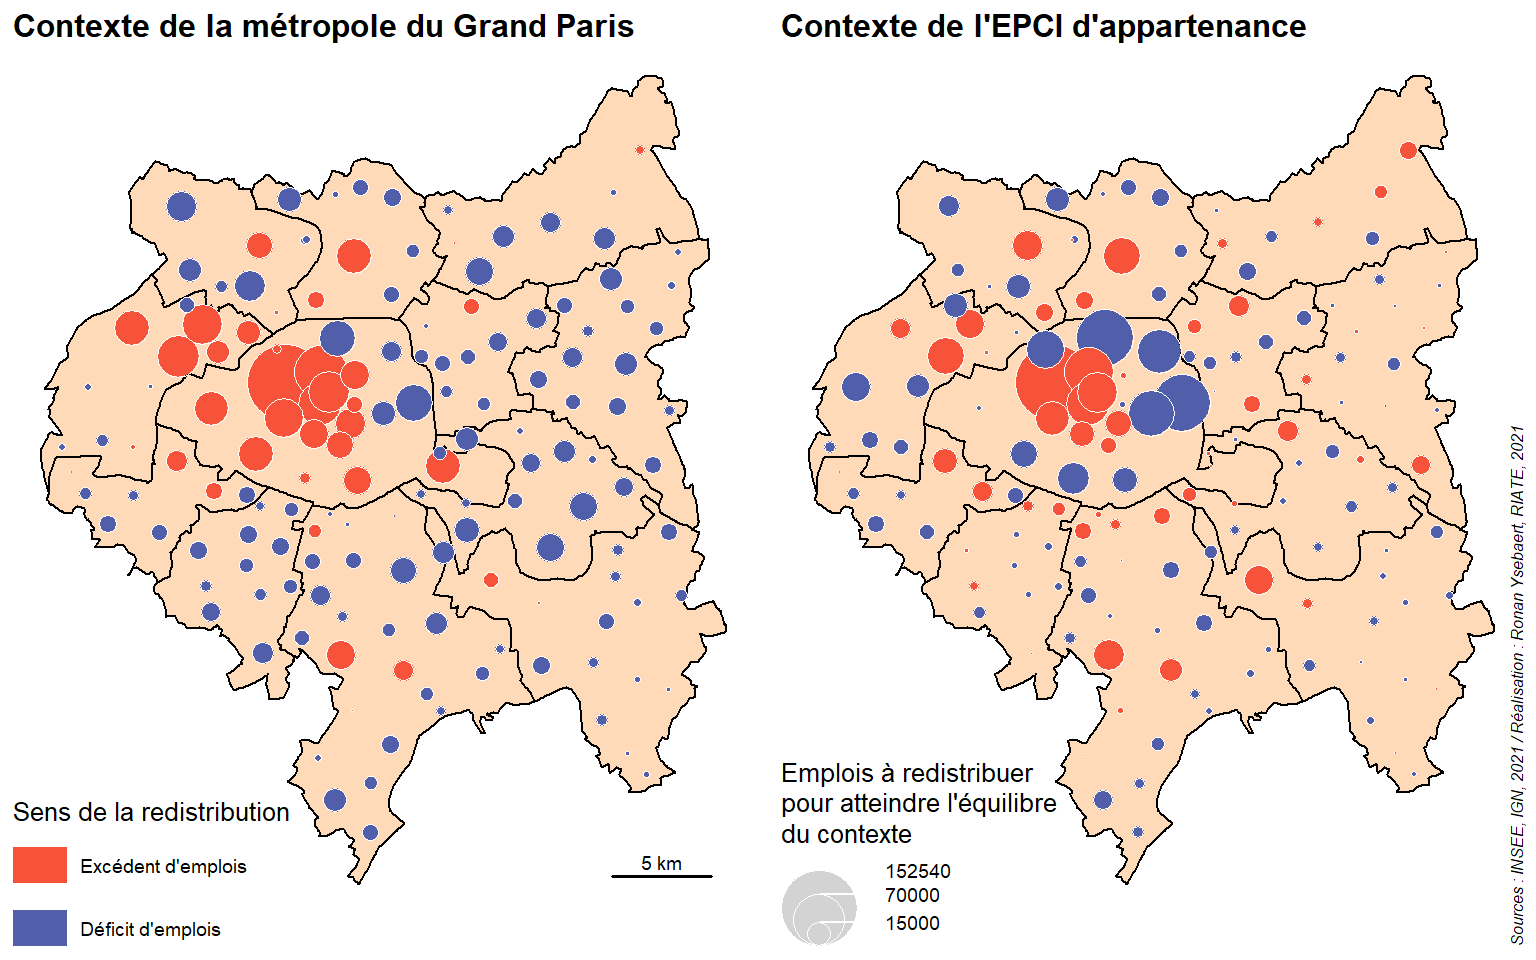 Contexte de la métropole du Grand Paris
Contexte de l'EPCI d'appartenance
Sens de la redistribution
Excédent d'emplois
Déficit d'emplois
5 km
Emplois à redistribuer
pour atteindre l'équilibre
du contexte
152540
70000
15000
Sources : INSEE, IGN, 2021 / Réalisation : Ronan Ysebaert, RIATE, 2021